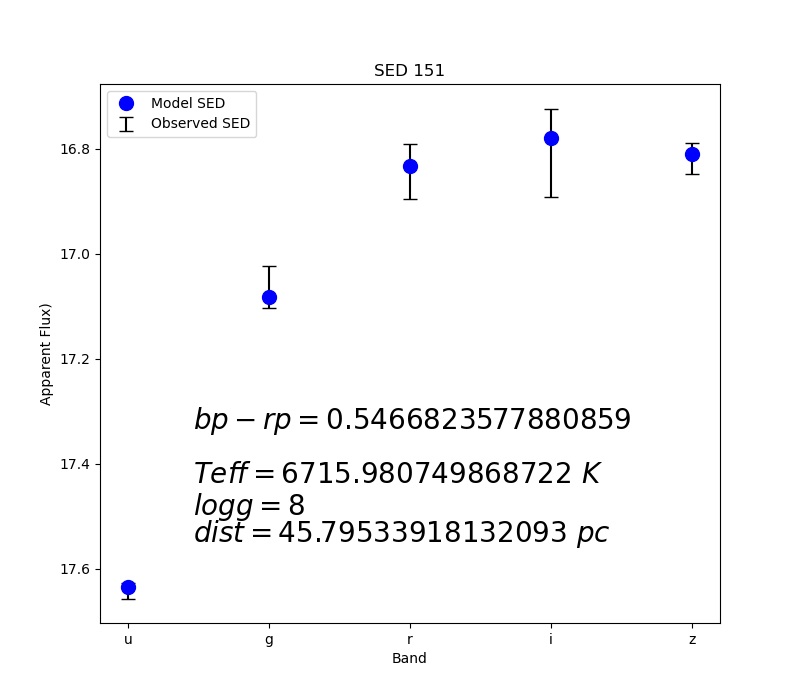 SED 151
Model SED
Observed SED
16.8
17.0
17.2
17.4
17.6
Apparent Flux)
bp − rp = 0.5466823577880859
Teff = 6715.980749868722 K
logg = 8
dist = 45.79533918132093 pc
u g r i z
Band